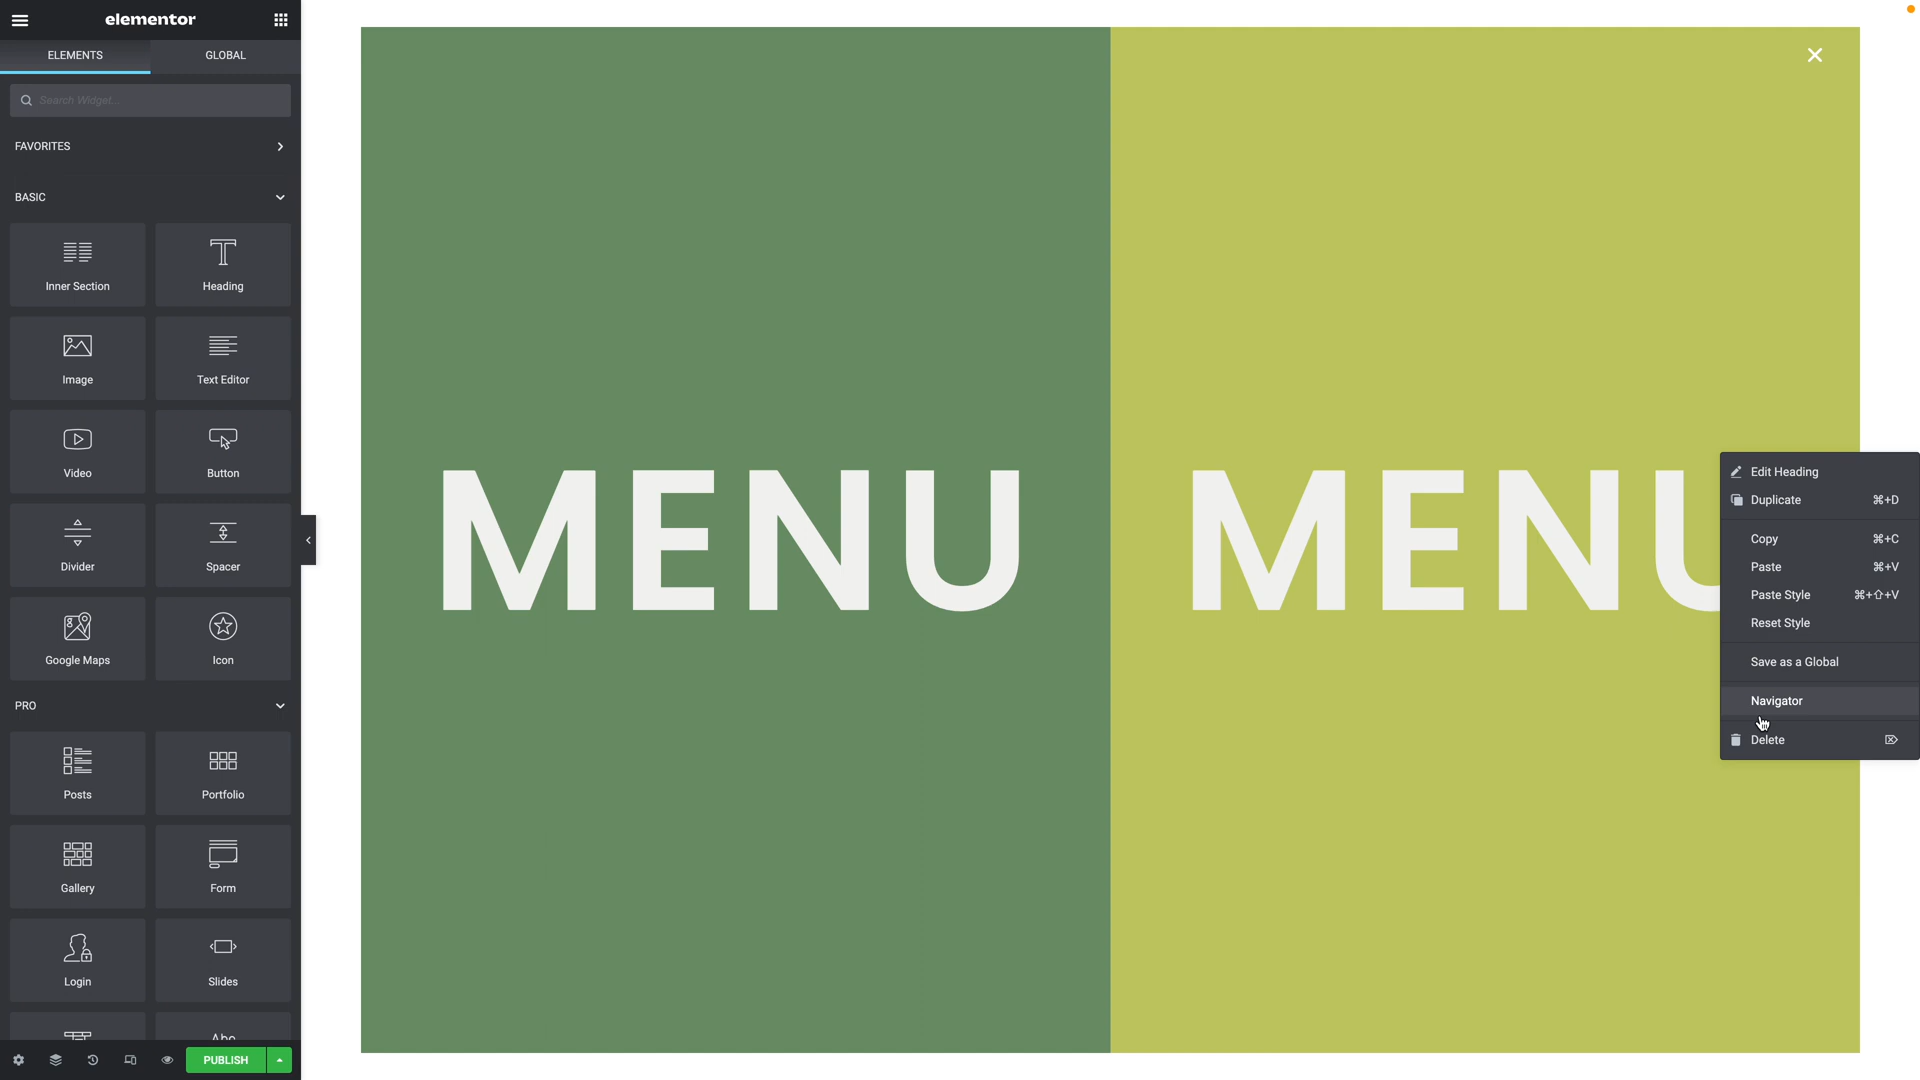 elementor
ELEMENTS GLOBAL
Search Widget...
FAVORITES
BASIC
Inner Section Heading
Image Text Editor
Video Button
Divider Spacer
Google Maps Icon
PRO
Posts Portfolio
Gallery Form
Login Slides
PUBLISH
MENU
MENU
Edit Heading
Duplicate ⌘+D
Copy ⌘+C
Paste ⌘+V
Paste Style ⌘+⇧+V
Reset Style
Save as a Global
Navigator
Delete ⌦